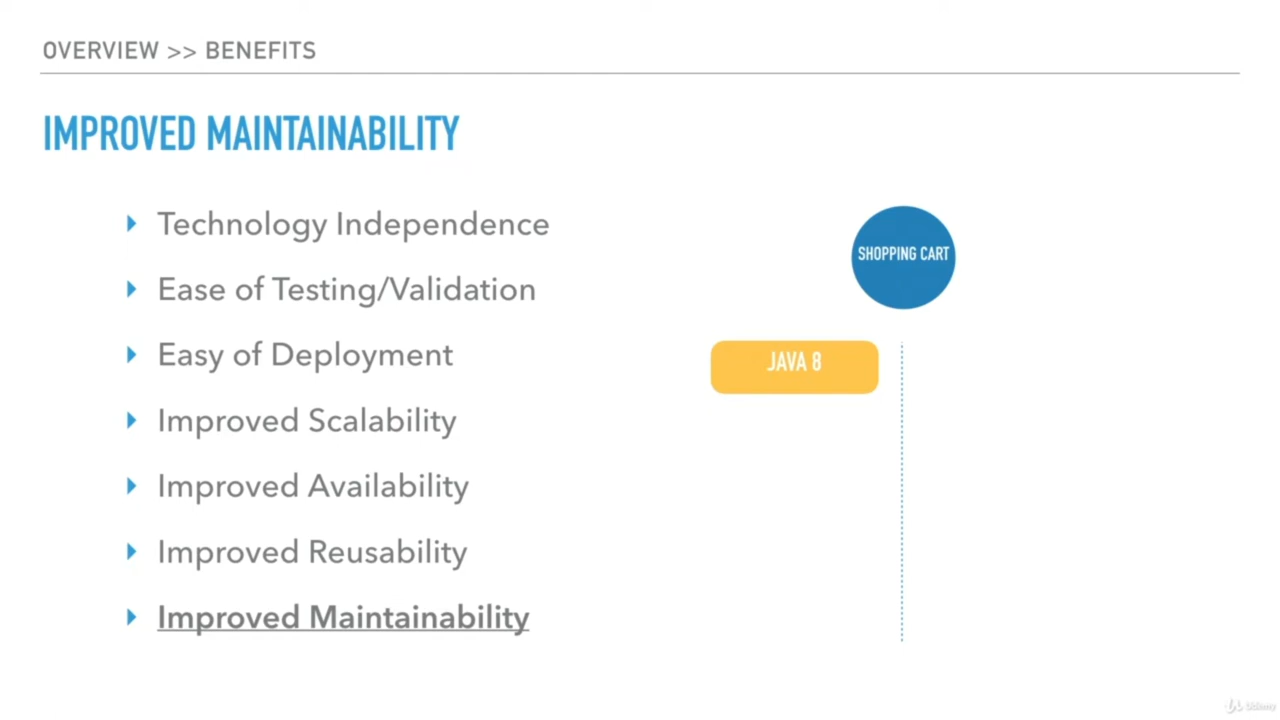 OVERVIEW >> BENEFITS
IMPROVED MAINTAINABILITY
Technology Independence
Ease of Testing/Validation
Easy of Deployment
Improved Scalability
Improved Availability
Improved Reusability
Improved Maintainability
SHOPPING CART
JAVA 8
Udemy